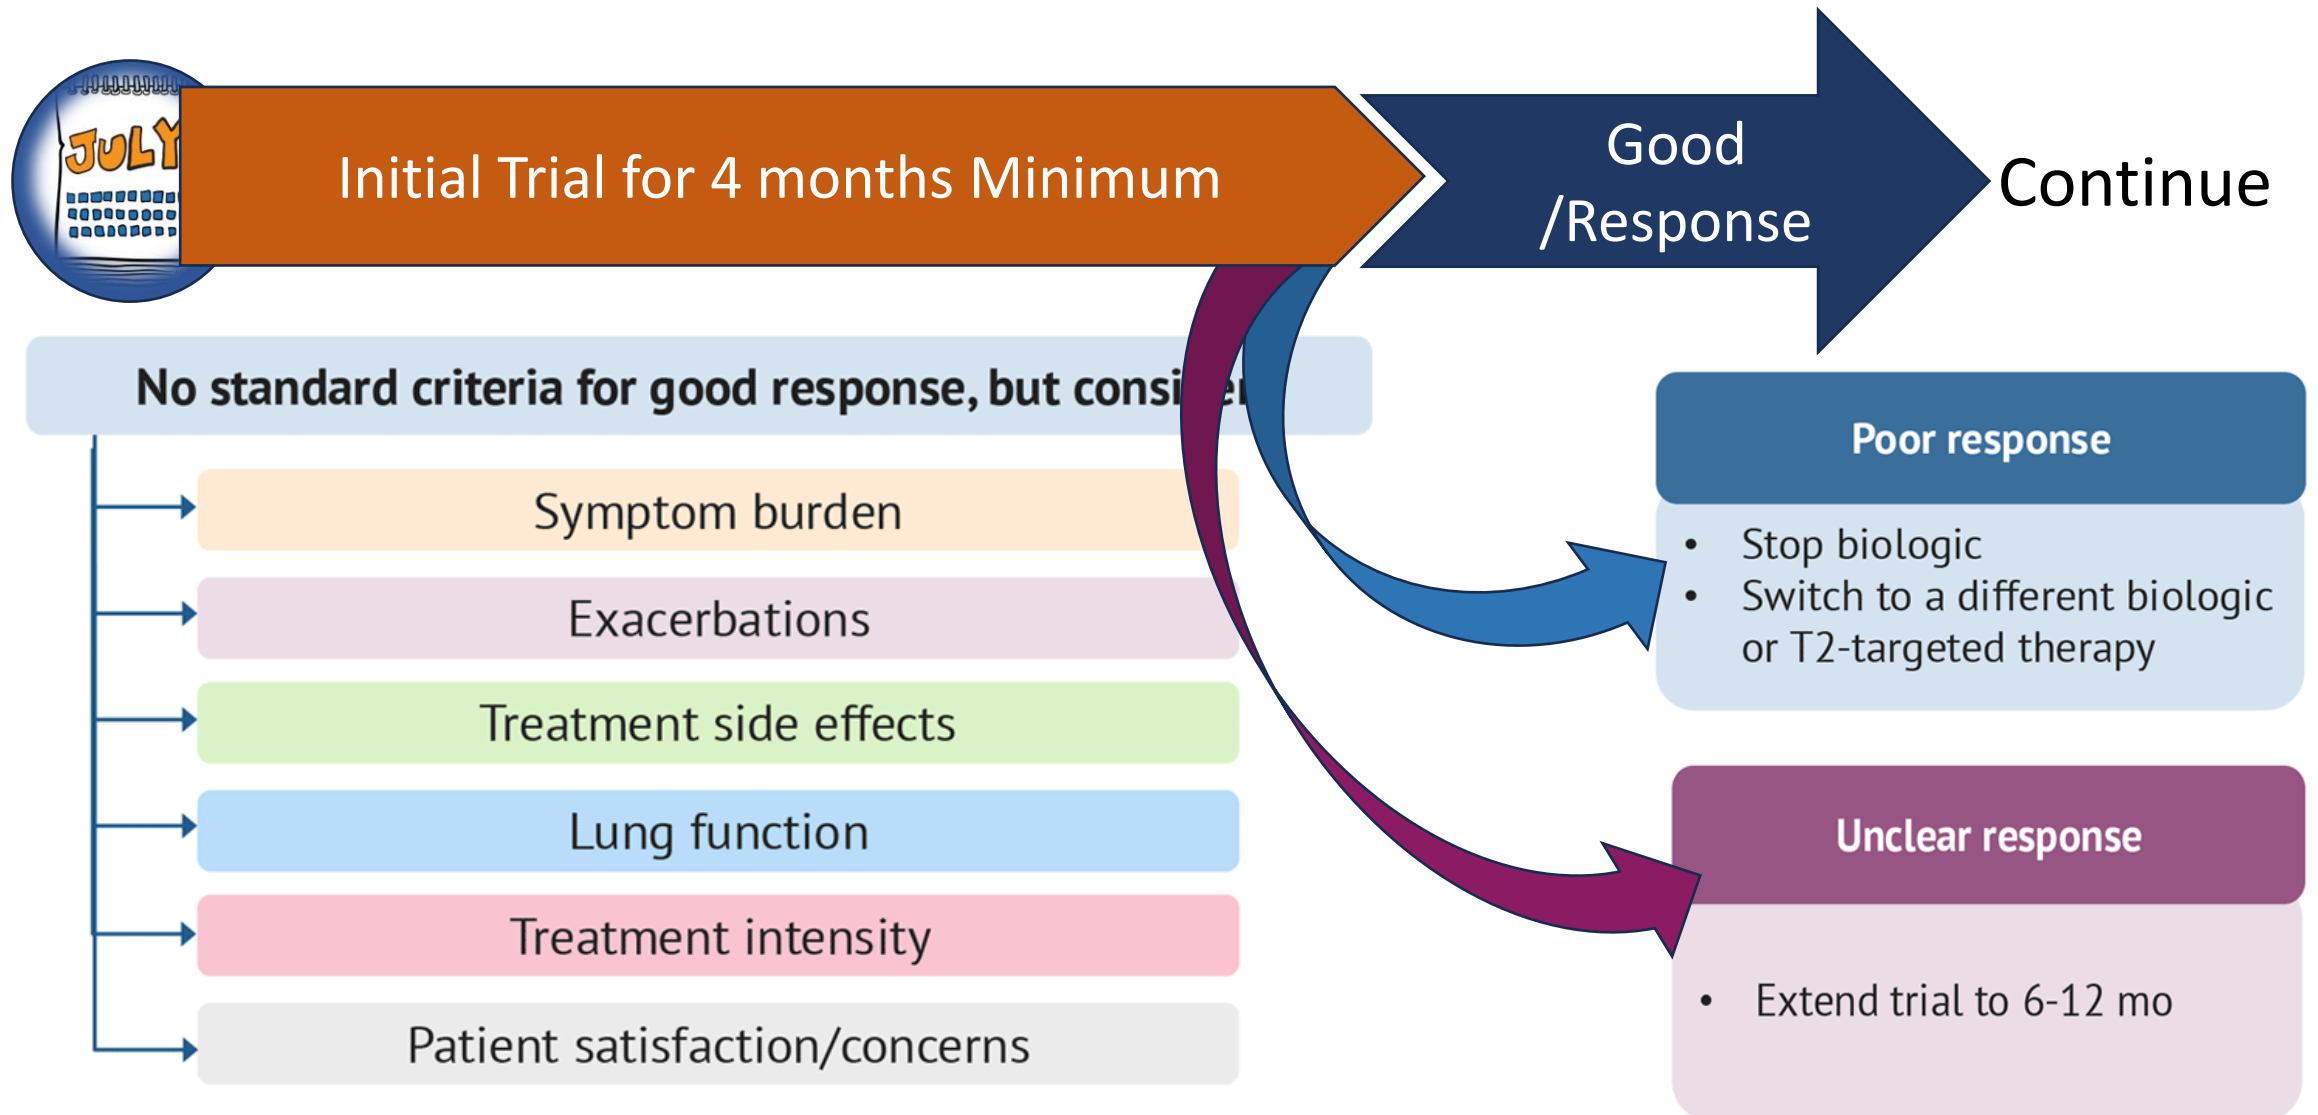 JULY
Initial Trial for 4 months Minimum
Good
/Response
Continue
No standard criteria for good response, but consider
Symptom burden
Exacerbations
Treatment side effects
Lung function
Treatment intensity
Patient satisfaction/concerns
Poor response
• Stop biologic
• Switch to a different biologic
or T2-targeted therapy
Unclear response
• Extend trial to 6-12 mo